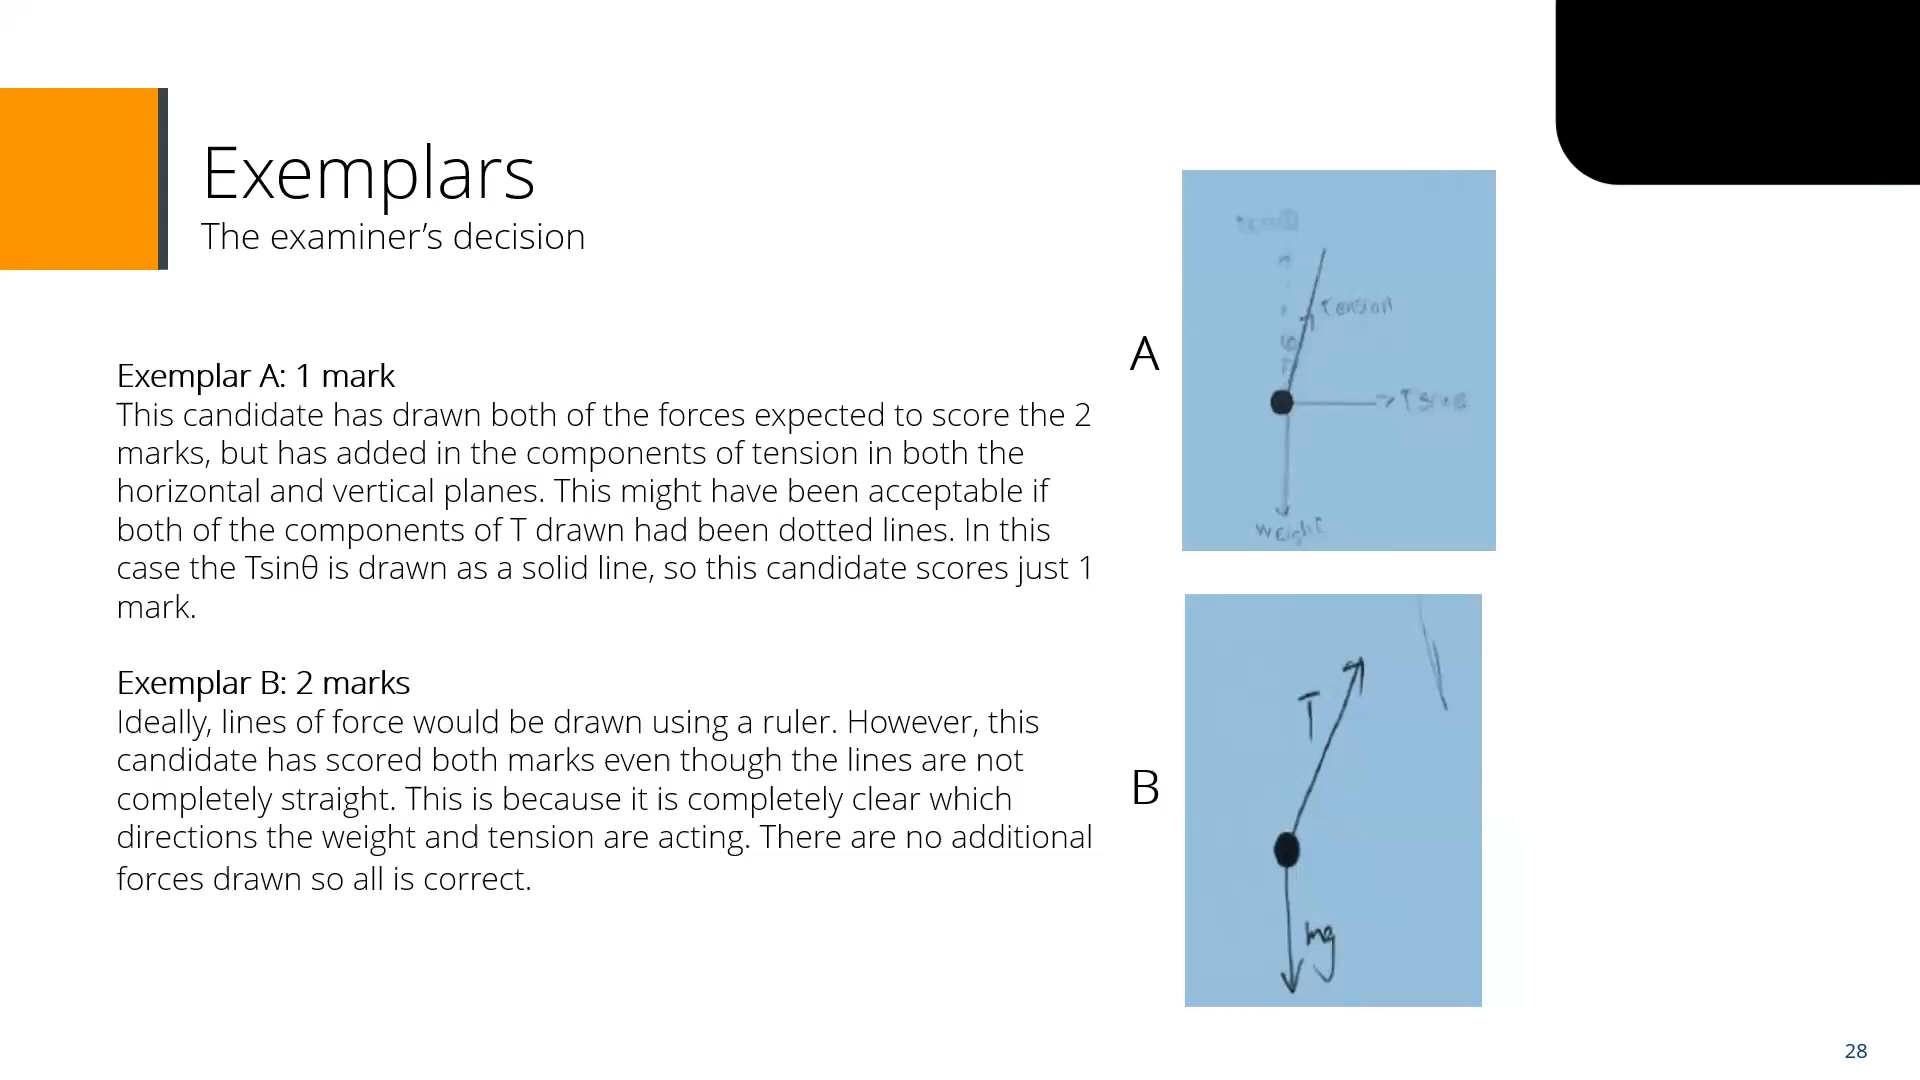 Exemplars
The examiner’s decision
Exemplar A: 1 mark
This candidate has drawn both of the forces expected to score the 2
marks, but has added in the components of tension in both the
horizontal and vertical planes. This might have been acceptable if
both of the components of T drawn had been dotted lines. In this
case the Tsinθ is drawn as a solid line, so this candidate scores just 1
mark.
Exemplar B: 2 marks
Ideally, lines of force would be drawn using a ruler. However, this
candidate has scored both marks even though the lines are not
completely straight. This is because it is completely clear which
directions the weight and tension are acting. There are no additional
forces drawn so all is correct.
A
Tension
Tsinθ
weight
B
T
mg
28